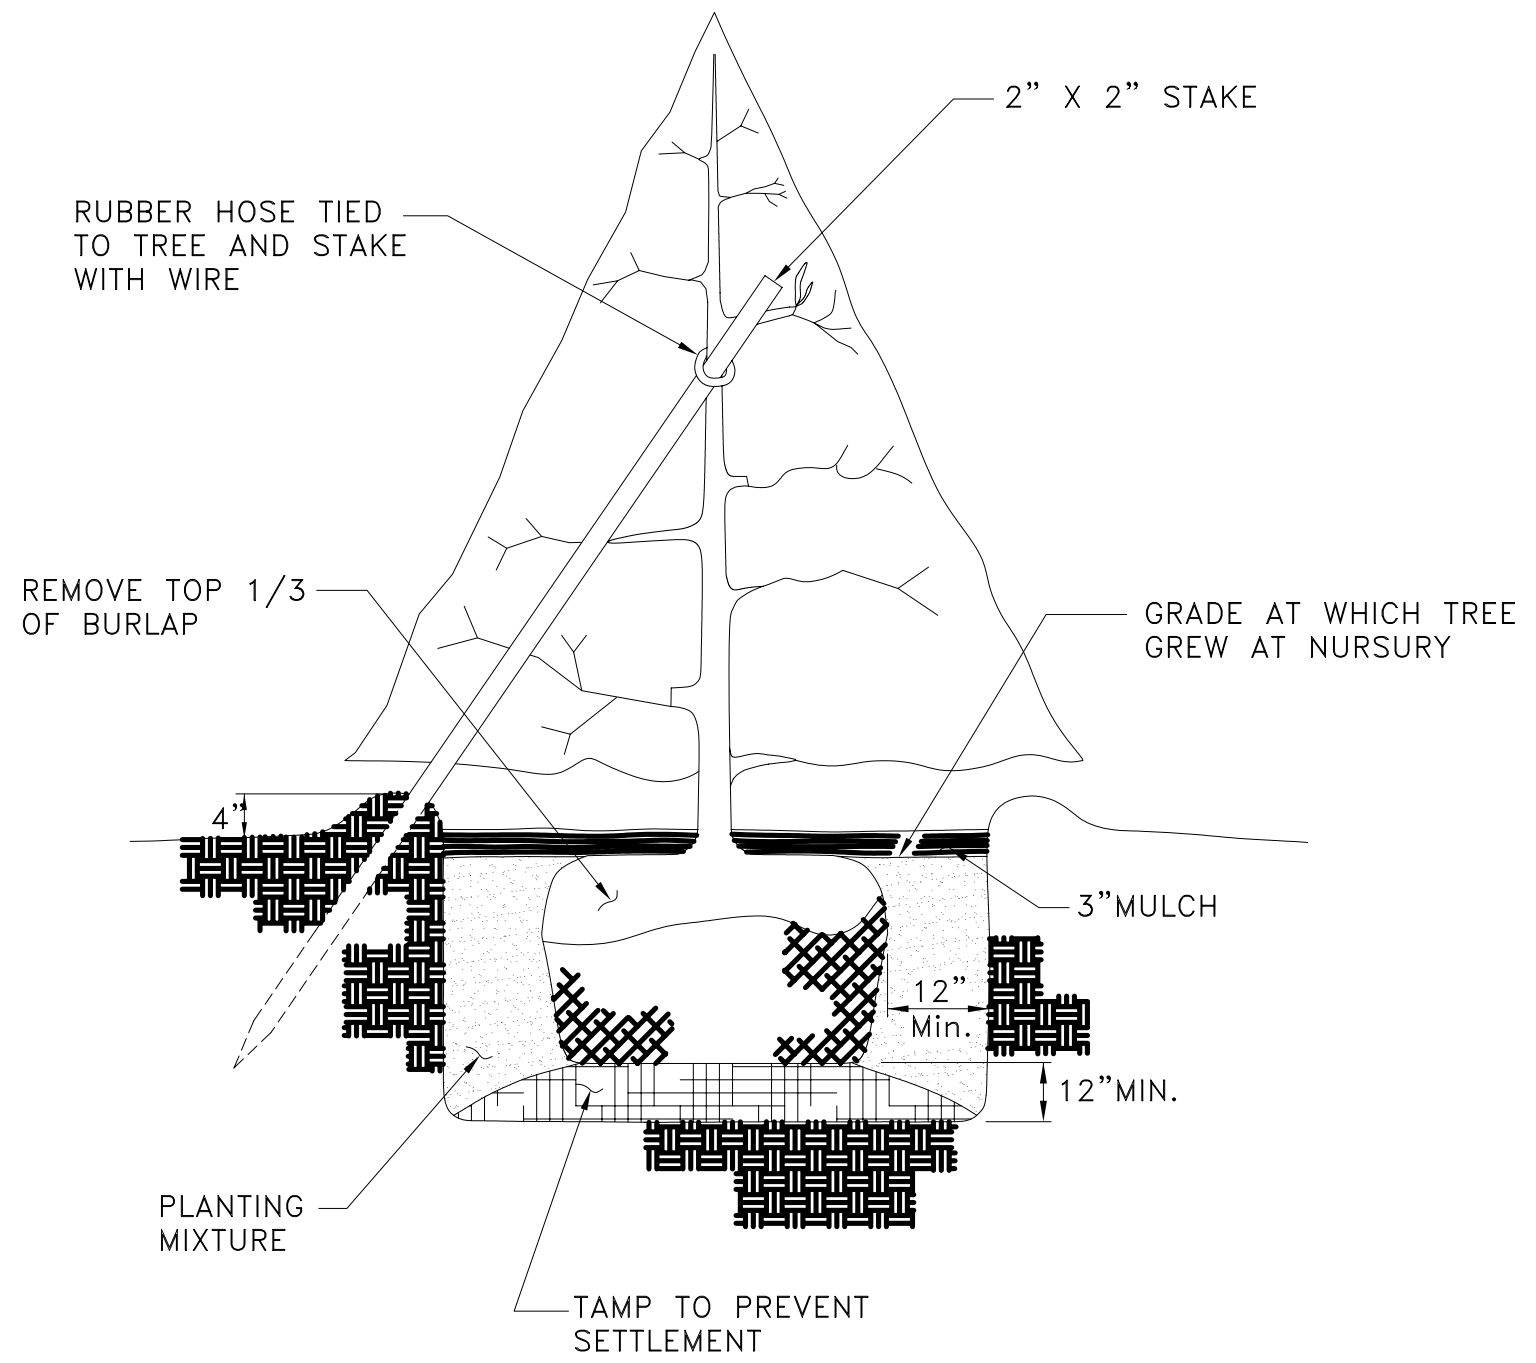 2” X 2” STAKE
RUBBER HOSE TIED
TO TREE AND STAKE
WITH WIRE
REMOVE TOP 1/3
OF BURLAP
GRADE AT WHICH TREE
GREW AT NURSURY
4”
3”MULCH
12”
Min.
12”MIN.
PLANTING
MIXTURE
TAMP TO PREVENT
SETTLEMENT